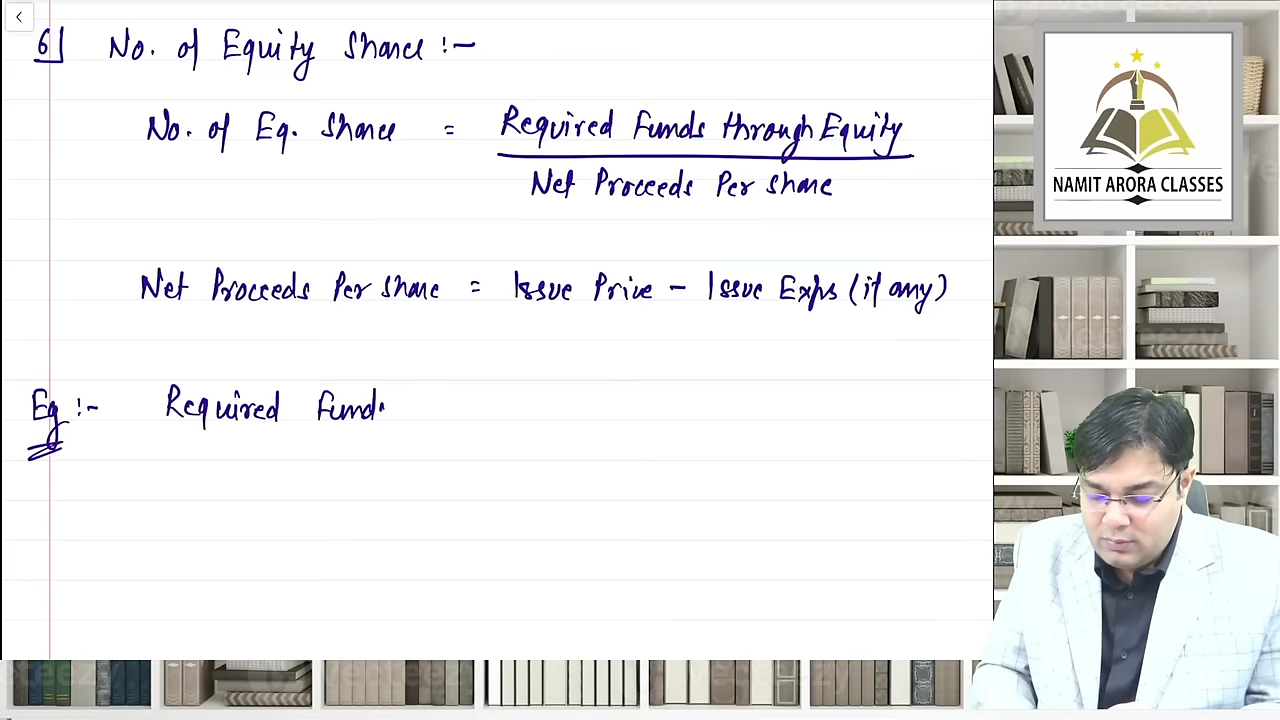 6] No. of Equity Share :-
No. of Eq. Share = Required Funds through Equity
Net Proceeds Per share
Net Proceeds Per share = Issue Price - Issue Exps (if any)
Eg :- Required Fund
NAMIT ARORA CLASSES